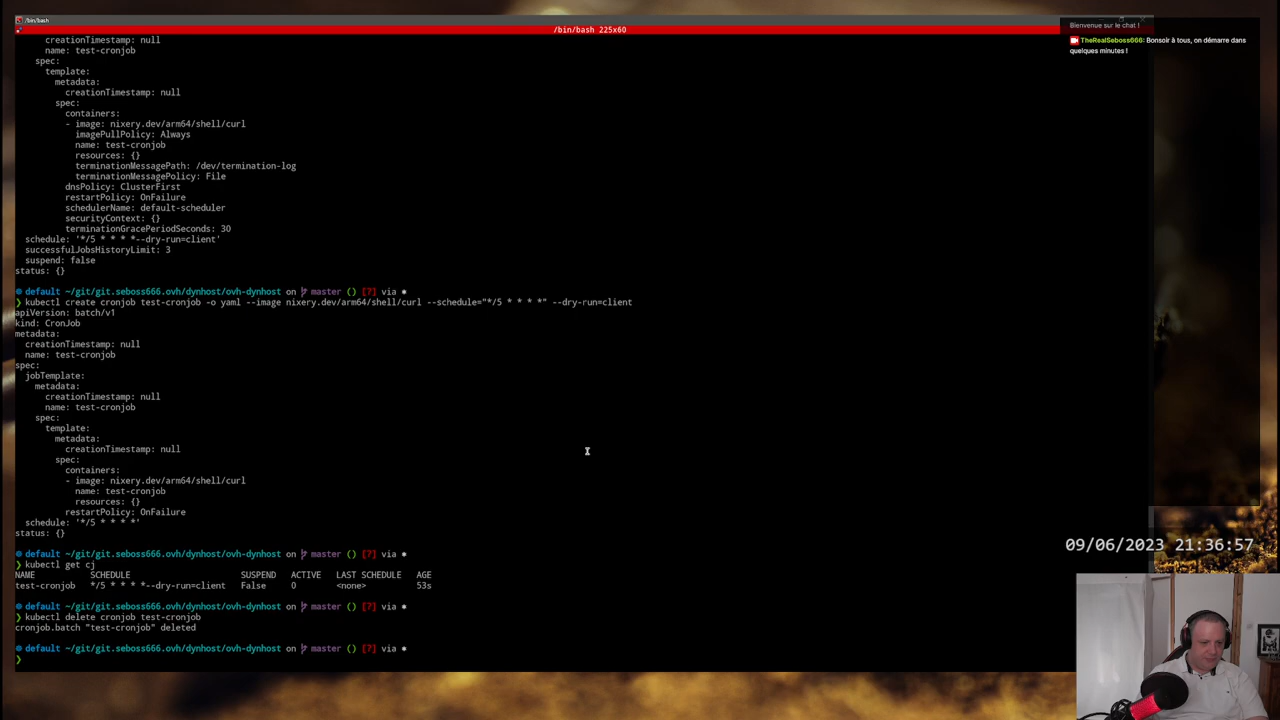 /bin/bash
/bin/bash 225x60
creationTimestamp: null
name: test-cronjob
spec:
template:
metadata:
creationTimestamp: null
spec:
containers:
- image: nixery.dev/arm64/shell/curl
imagePullPolicy: Always
name: test-cronjob
resources: {}
terminationMessagePath: /dev/termination-log
terminationMessagePolicy: File
dnsPolicy: ClusterFirst
restartPolicy: OnFailure
schedulerName: default-scheduler
securityContext: {}
terminationGracePeriodSeconds: 30
schedule: '*/5 * * * *--dry-run=client'
successfulJobsHistoryLimit: 3
suspend: false
status: {}
default ~/git/git.seboss666.ovh/dynhost/ovh-dynhost on master () [?] via
❯ kubectl create cronjob test-cronjob -o yaml --image nixery.dev/arm64/shell/curl --schedule="*/5 * * * *" --dry-run=client
apiVersion: batch/v1
kind: CronJob
metadata:
creationTimestamp: null
name: test-cronjob
spec:
jobTemplate:
metadata:
creationTimestamp: null
name: test-cronjob
spec:
template:
metadata:
creationTimestamp: null
spec:
containers:
- image: nixery.dev/arm64/shell/curl
name: test-cronjob
resources: {}
restartPolicy: OnFailure
schedule: '*/5 * * * *'
status: {}
default ~/git/git.seboss666.ovh/dynhost/ovh-dynhost on master () [?] via
❯ kubectl get cj
NAME SCHEDULE SUSPEND ACTIVE LAST SCHEDULE AGE
test-cronjob */5 * * * *--dry-run=client False 0 <none> 53s
default ~/git/git.seboss666.ovh/dynhost/ovh-dynhost on master () [?] via
❯ kubectl delete cronjob test-cronjob
cronjob.batch "test-cronjob" deleted
default ~/git/git.seboss666.ovh/dynhost/ovh-dynhost on master () [?] via
❯
Bienvenue sur le chat !
TheRealSeboss666: Bonsoir à tous, on démarre dans
quelques minutes !
09/06/2023 21:36:57